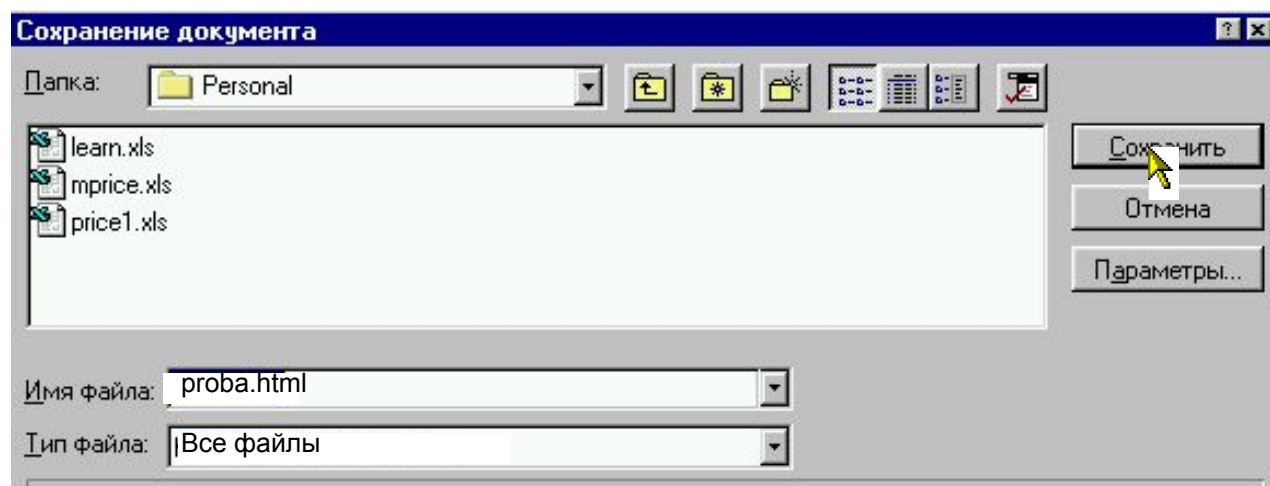 Сохранение документа
Папка: Personal
learn.xls
mprice.xls
price1.xls
Сохранить
Отмена
Параметры...
Имя файла: proba.html
Тип файла: Все файлы